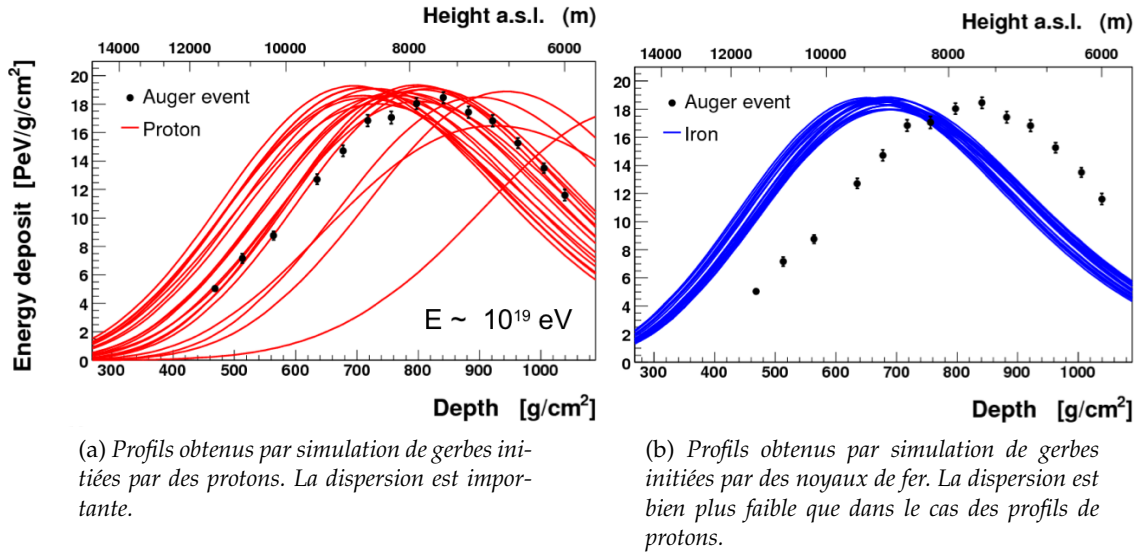 Height a.s.l. (m)
14000 12000 10000 8000 6000
Energy deposit [PeV/g/cm²]
20
18
16
14
12
10
8
6
4
2
0
Auger event
Proton
E ~ 10¹⁹ eV
300 400 500 600 700 800 900 1000
Depth [g/cm²]
(a) Profils obtenus par simulation de gerbes ini-
tiées par des protons. La dispersion est impor-
tante.
Height a.s.l. (m)
14000 12000 10000 8000 6000
20
18
16
14
12
10
8
6
4
2
0
Auger event
Iron
300 400 500 600 700 800 900 1000
Depth [g/cm²]
(b) Profils obtenus par simulation de gerbes
initiées par des noyaux de fer. La dispersion est
bien plus faible que dans le cas des profils de
protons.